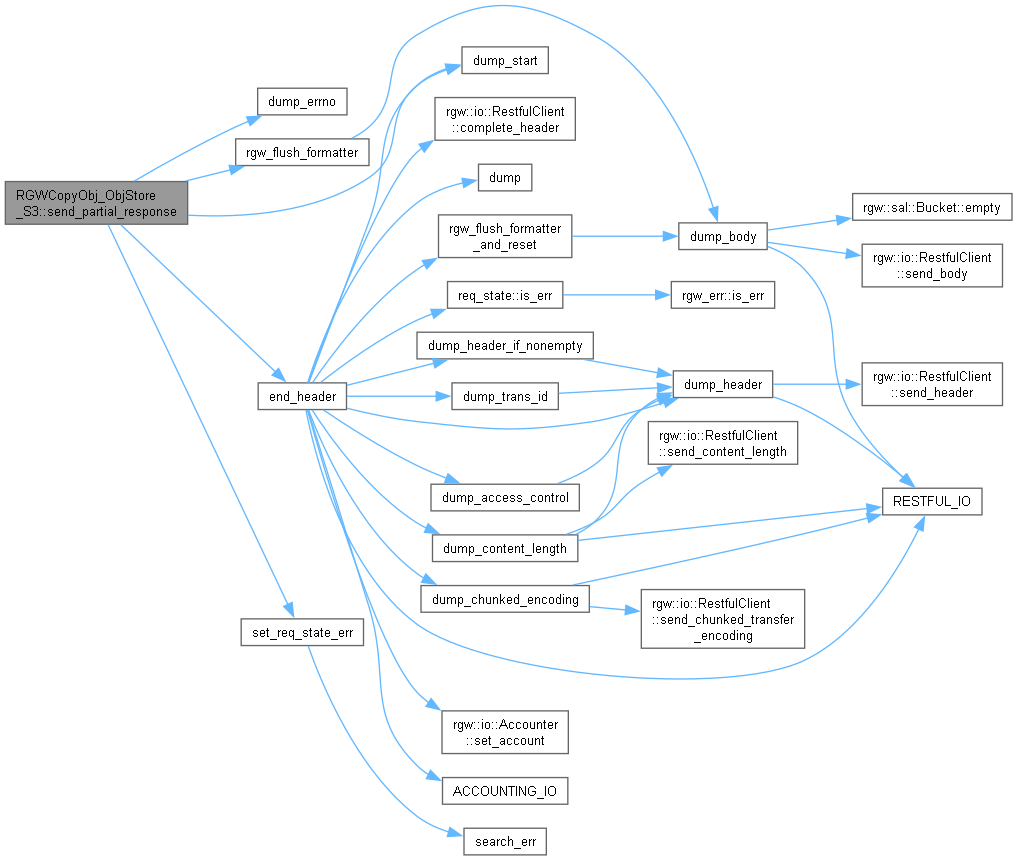 RGWCopyObj_ObjStore
_S3::send_partial_response
dump_errno
rgw_flush_formatter
end_header
set_req_state_err
dump_start
rgw::io::RestfulClient
::complete_header
dump
rgw_flush_formatter
_and_reset
req_state::is_err
dump_header_if_nonempty
dump_trans_id
dump_access_control
dump_content_length
dump_chunked_encoding
rgw::io::Accounter
::set_account
ACCOUNTING_IO
search_err
dump_body
rgw_err::is_err
dump_header
rgw::io::RestfulClient
::send_content_length
rgw::io::RestfulClient
::send_chunked_transfer
_encoding
rgw::sal::Bucket::empty
rgw::io::RestfulClient
::send_body
rgw::io::RestfulClient
::send_header
RESTFUL_IO